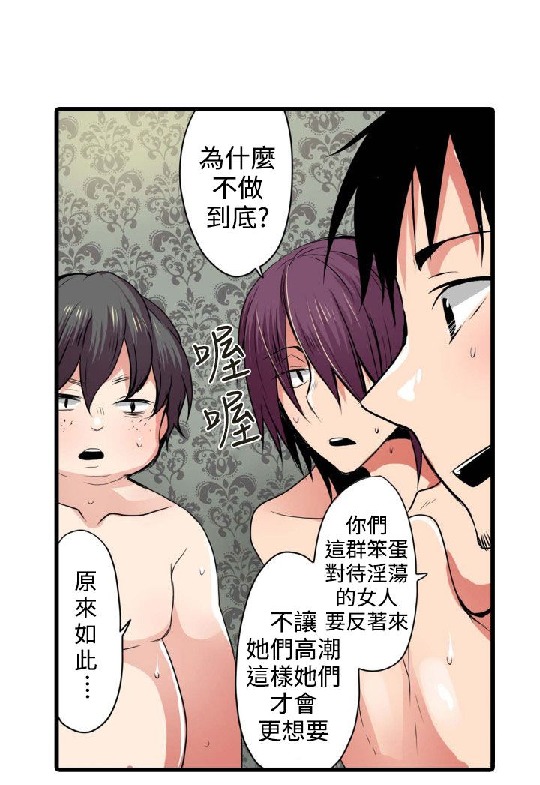 為什麼
不做
到底?
喔
喔
你們
這群笨蛋
對待淫蕩
的女人
要反著來
不讓
她們高潮
這樣她們
才會
更想要
原來
如此…